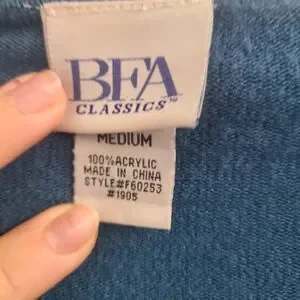 BFA
CLASSICS™
MEDIUM
100% ACRYLIC
MADE IN CHINA
STYLE#F60253
#1905